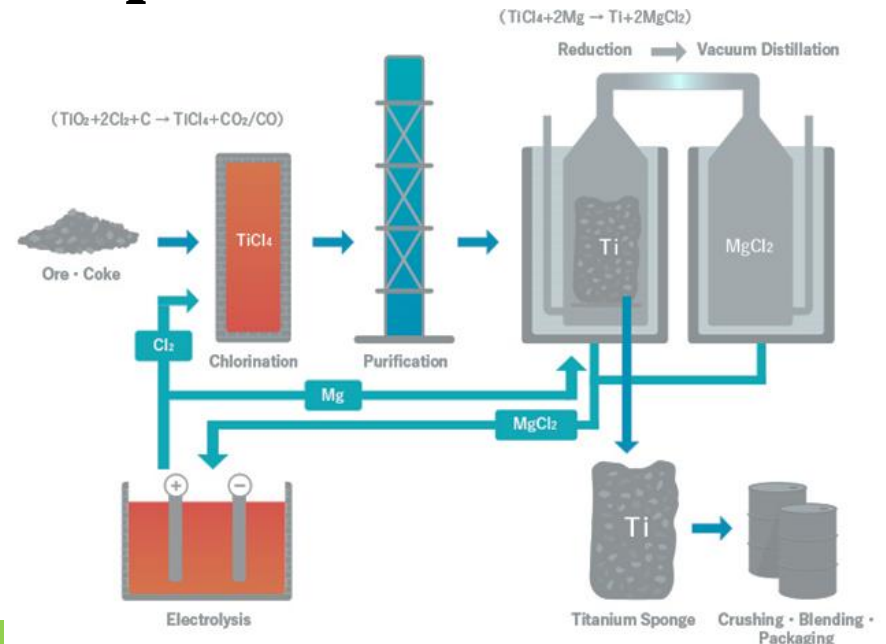 (TiCl₄+2Mg → Ti+2MgCl₂)
Reduction → Vacuum Distillation
(TiO₂+2Cl₂+C → TiCl₄+CO₂/CO)
TiCl₄
Ti
MgCl₂
Ore・Coke
Cl₂
Chlorination
Purification
Mg
MgCl₂
+
−
Ti
Electrolysis
Titanium Sponge
Crushing・Blending・
Packaging